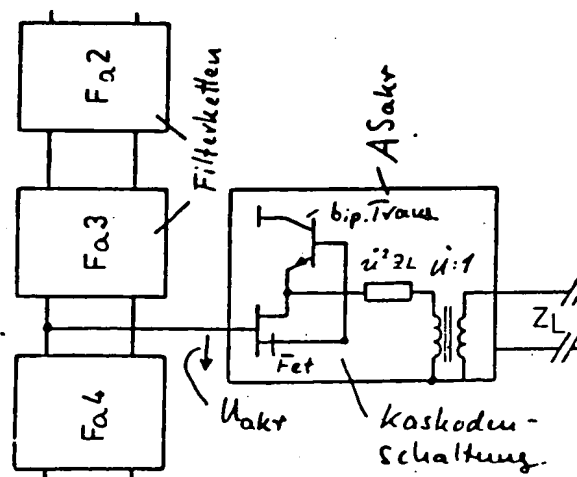 Fa2
Filterketten
Fa3
Fa4
ASakr
bip. Trans
ü²ZL
ü:1
ZL
Fet
Uakr
Kaskoden-
schaltung.